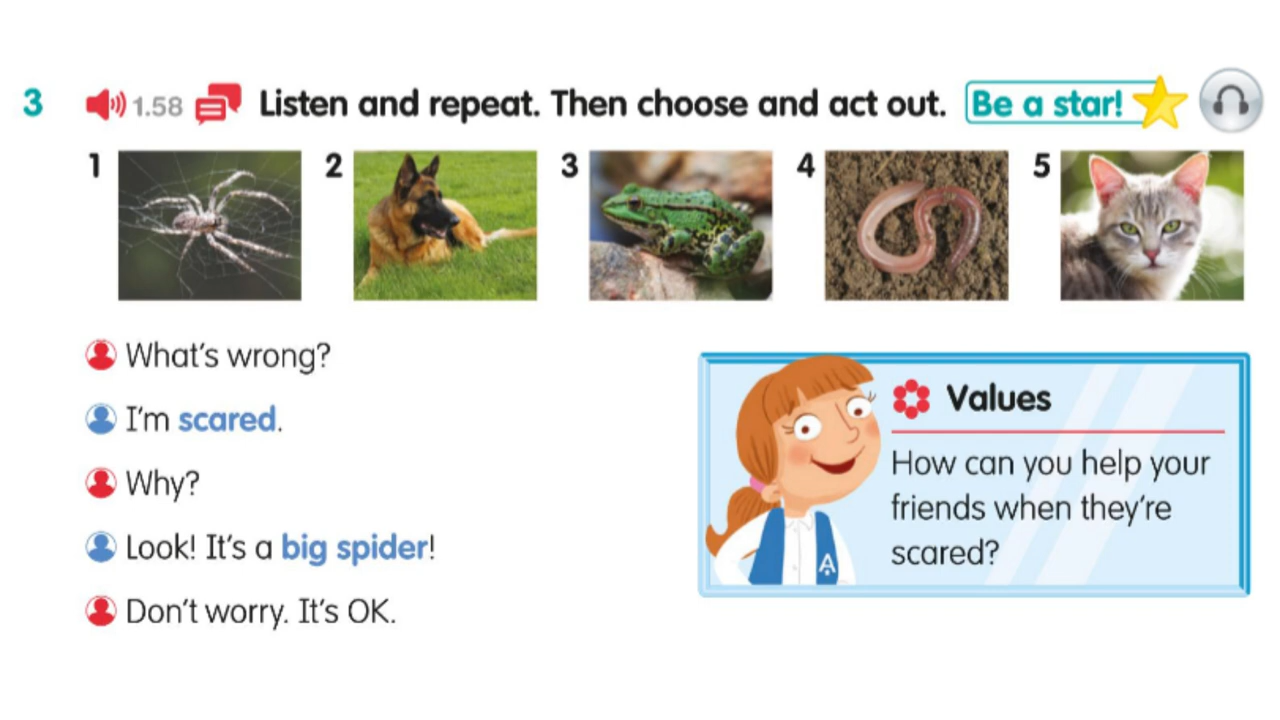 3 1.58 Listen and repeat. Then choose and act out. Be a star!
1 2 3 4 5
What's wrong?
I'm scared.
Why?
Look! It's a big spider!
Don't worry. It's OK.
Values
How can you help your
friends when they're
scared?
A